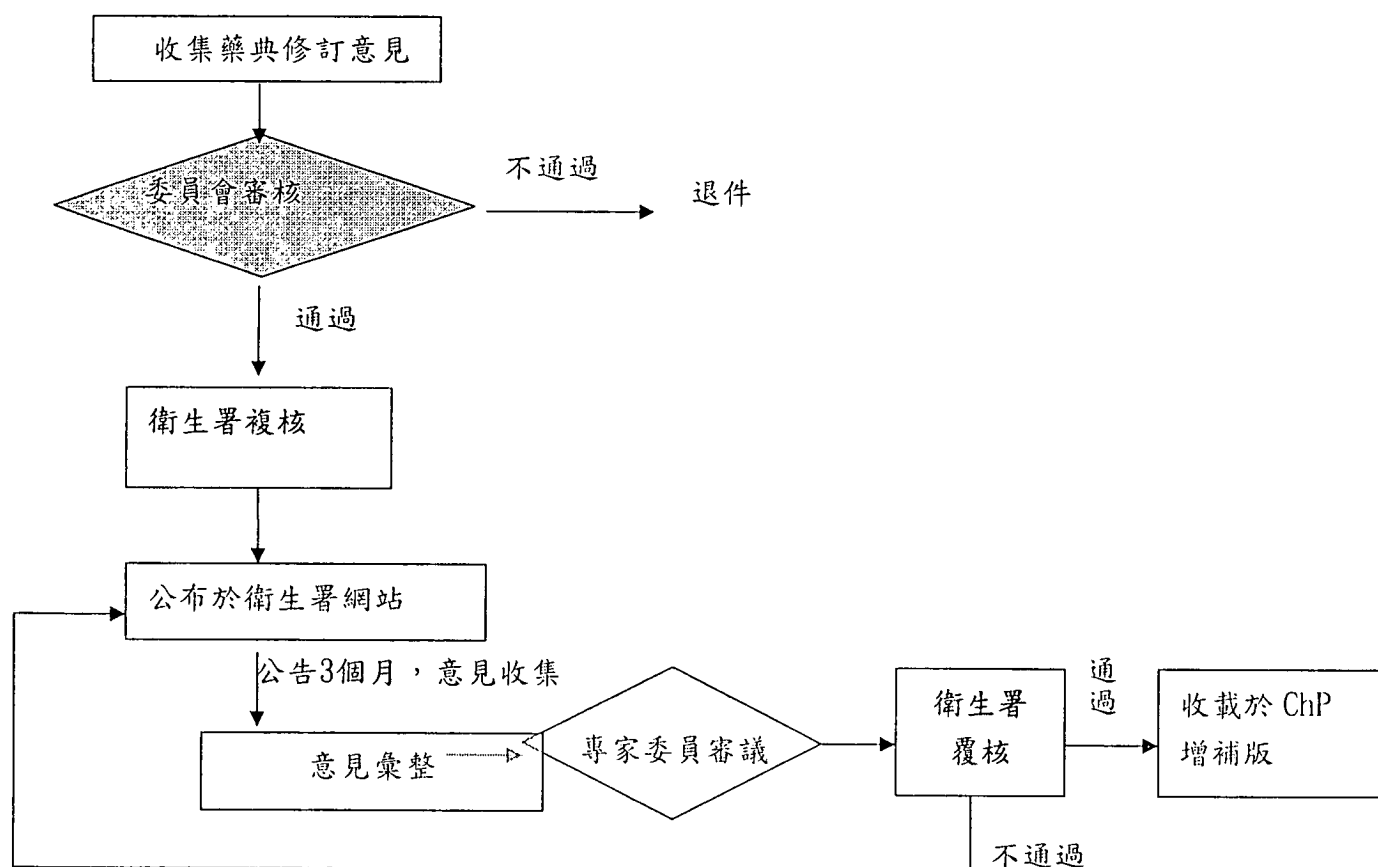 收集藥典修訂意見
委員會審核
不通過
退件
通過
衛生署複核
公布於衛生署網站
公告3個月，意見收集
意見彙整
專家委員審議
衛生署
覆核
通
過
收載於 ChP
增補版
不通過